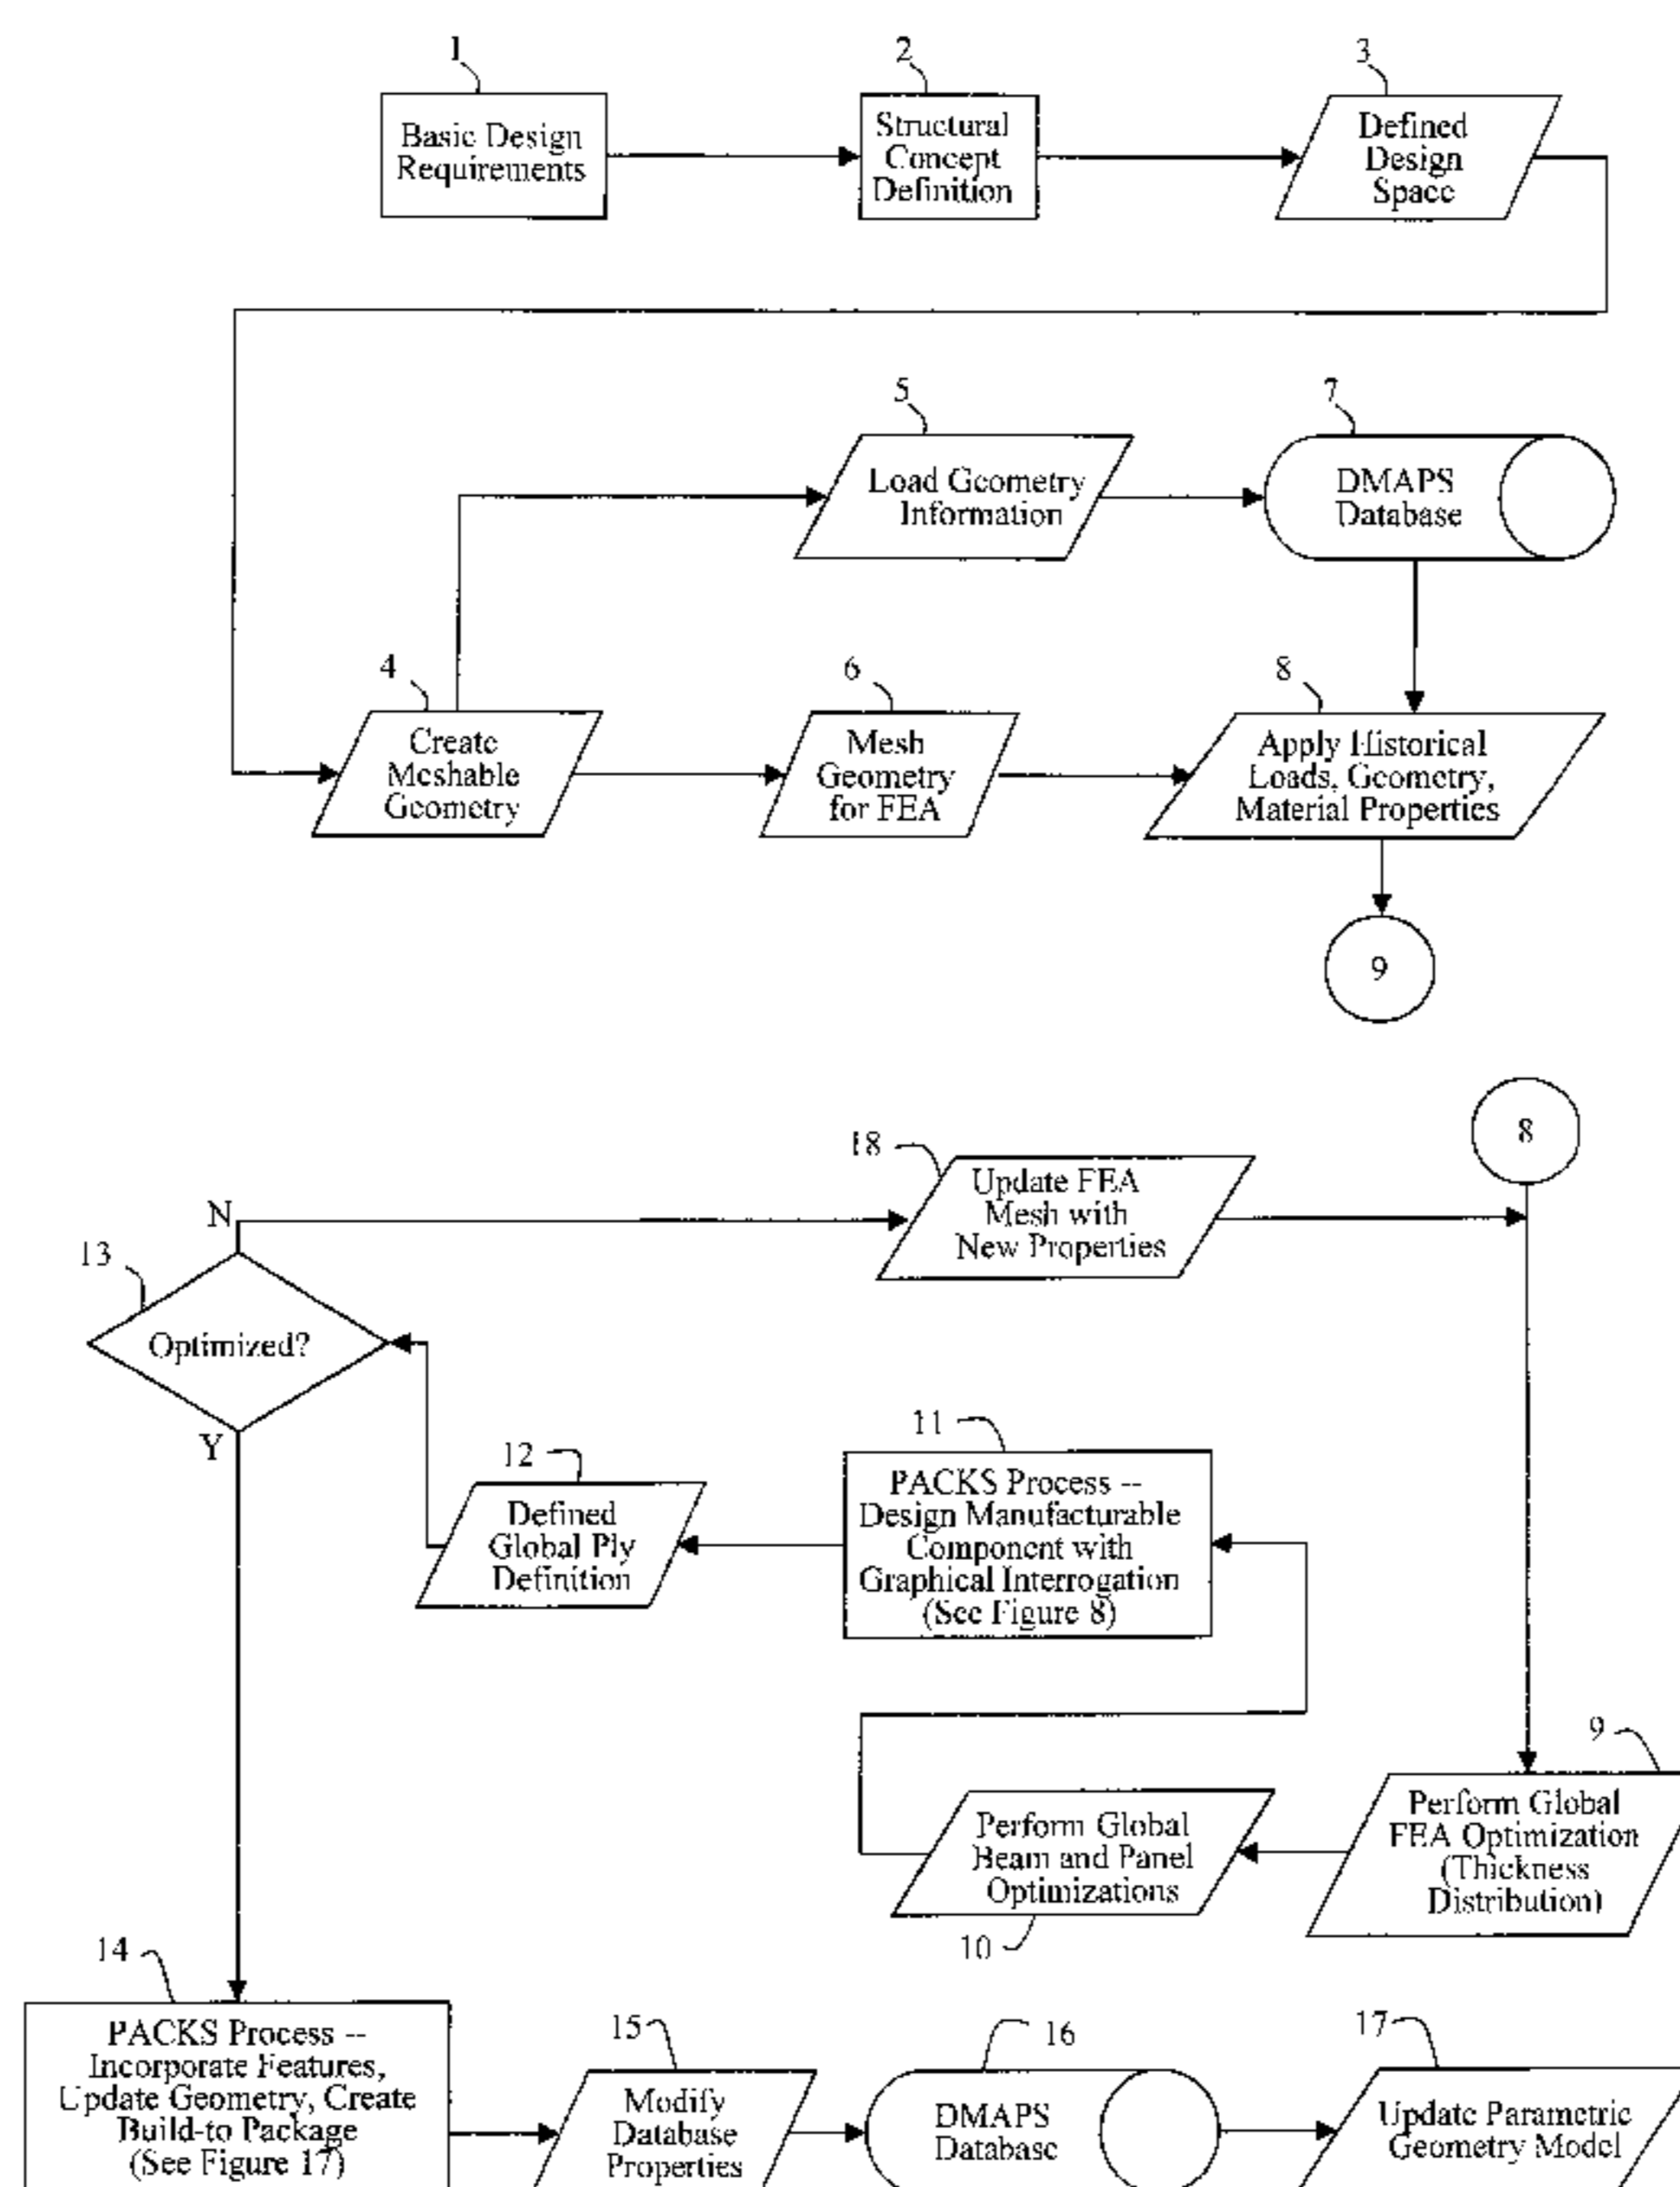 1
Basic Design
Requirements
2
Structural
Concept
Definition
3
Defined
Design
Space
5
Load Geometry
Information
7
DMAPS
Database
4
Create
Meshable
Geometry
6
Mesh
Geometry
for FEA
8
Apply Historical
Loads, Geometry,
Material Properties
9
8
18
Update FEA
Mesh with
New Properties
N
13
Optimized?
Y
12
Defined
Global Ply
Definition
11
PACKS Process --
Design Manufacturable
Component with
Graphical Interrogation
(See Figure 8)
9
Perform Global
FEA Optimization
(Thickness
Distribution)
Perform Global
Beam and Panel
Optimizations
10
14
PACKS Process --
Incorporate Features,
Update Geometry, Create
Build-to Package
(See Figure 17)
15
Modify
Database
Properties
16
DMAPS
Database
17
Update Parametric
Geometry Model